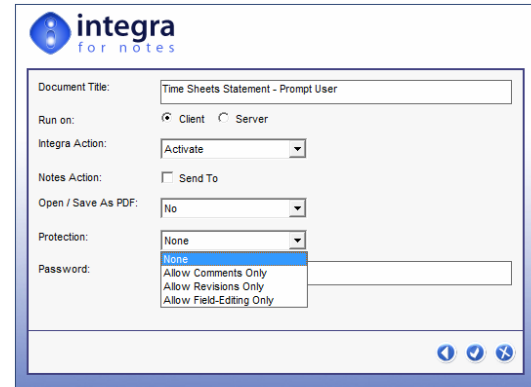 integra
for notes
Document Title: Time Sheets Statement - Prompt User
Run on: Client Server
Integra Action: Activate
Notes Action: Send To
Open / Save As PDF: No
Protection: None
None
Password:
Allow Comments Only
Allow Revisions Only
Allow Field-Editing Only